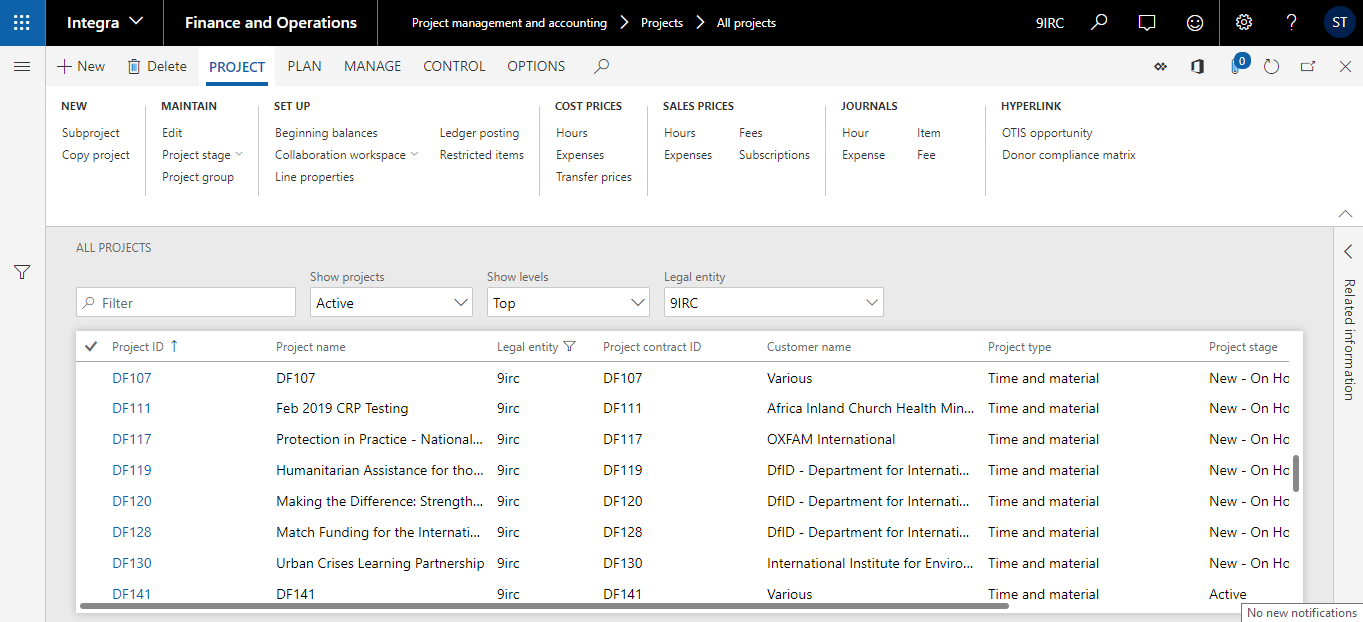 Integra Finance and Operations Project management and accounting Projects All projects 9IRC ST
New Delete PROJECT PLAN MANAGE CONTROL OPTIONS 0
NEW MAINTAIN SET UP COST PRICES SALES PRICES JOURNALS HYPERLINK
Subproject Edit Beginning balances Ledger posting Hours Hours Fees Hour Item OTIS opportunity
Copy project Project stage Collaboration workspace Restricted items Expenses Expenses Subscriptions Expense Fee Donor compliance matrix
Project group Line properties Transfer prices
ALL PROJECTS
Show projects Show levels Legal entity
Filter Active Top 9IRC
Related information
Project ID Project name Legal entity Project contract ID Customer name Project type Project stage
DF107 DF107 9irc DF107 Various Time and material New - On Ho
DF111 Feb 2019 CRP Testing 9irc DF111 Africa Inland Church Health Min... Time and material New - On Ho
DF117 Protection in Practice - National... 9irc DF117 OXFAM International Time and material New - On Ho
DF119 Humanitarian Assistance for tho... 9irc DF119 DfID - Department for Internati... Time and material New - On Ho
DF120 Making the Difference: Strength... 9irc DF120 DfID - Department for Internati... Time and material New - On Ho
DF128 Match Funding for the Internati... 9irc DF128 DfID - Department for Internati... Time and material New - On Ho
DF130 Urban Crises Learning Partnership 9irc DF130 International Institute for Enviro... Time and material New - On Ho
DF141 DF141 9irc DF141 Various Time and material Active
No new notifications